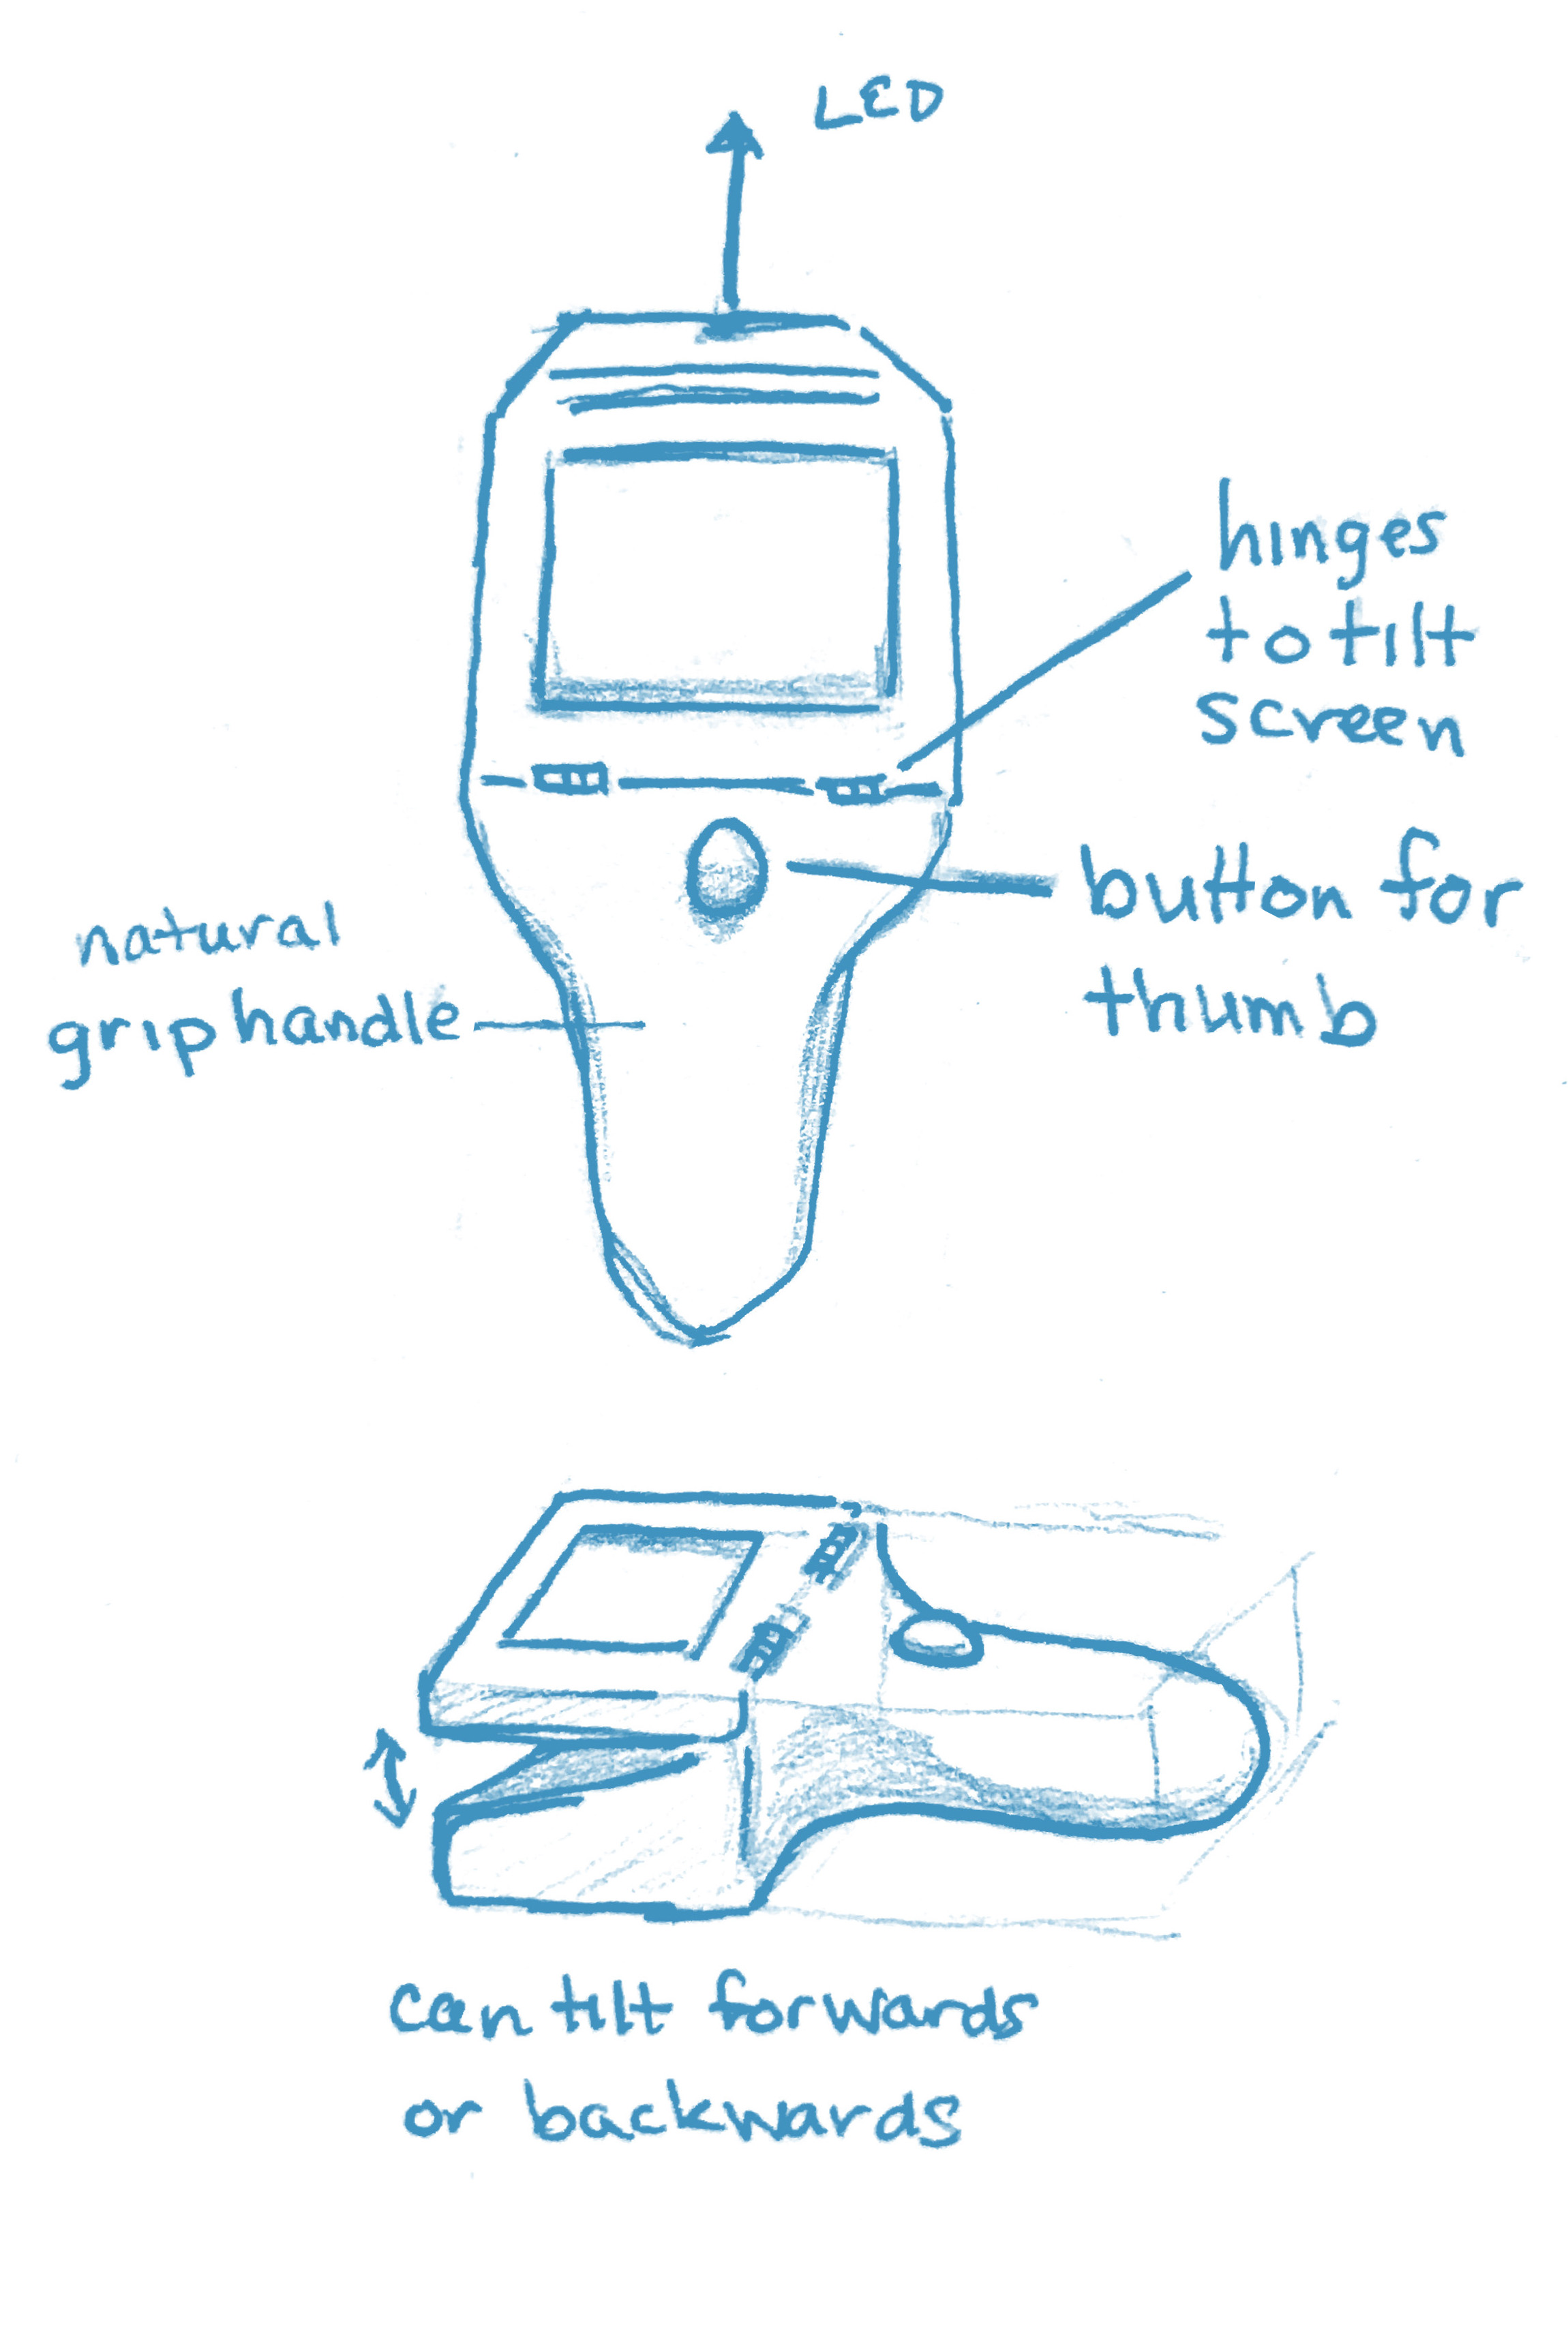 LED
hinges
to tilt
screen
button for
thumb
natural
grip handle
can tilt forwards
or backwards